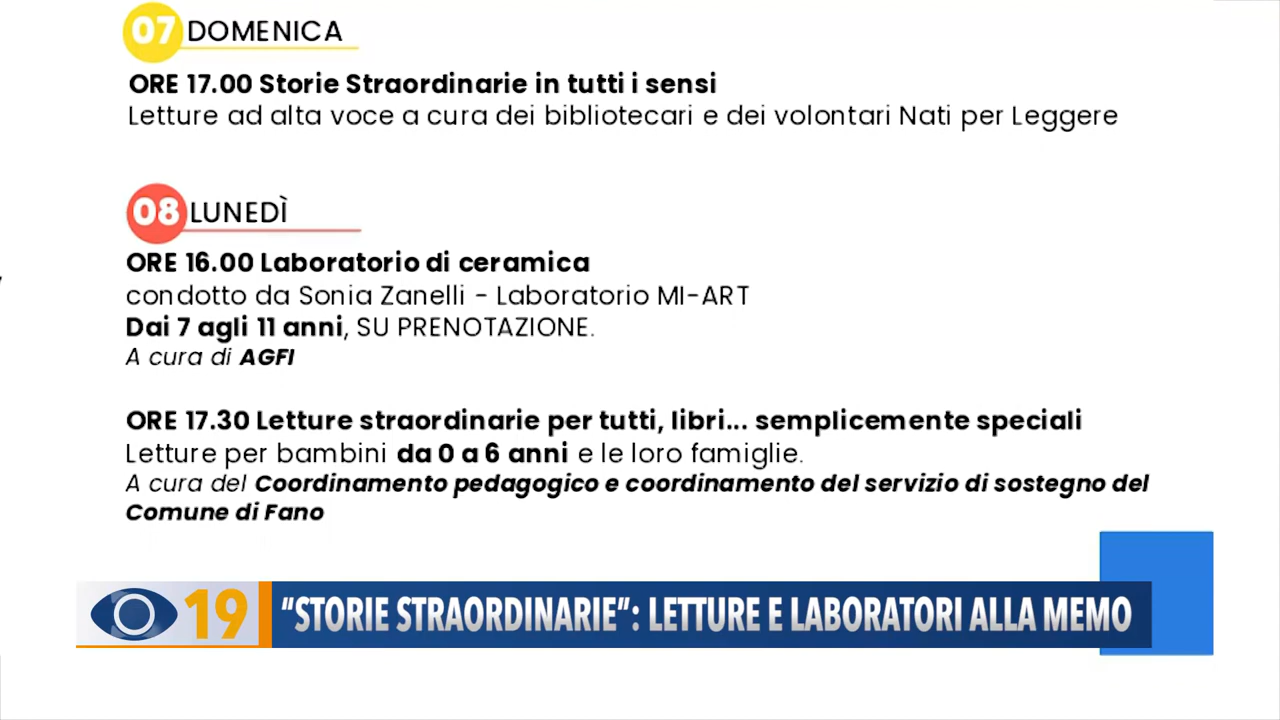 07 DOMENICA
ORE 17.00 Storie Straordinarie in tutti i sensi
Letture ad alta voce a cura dei bibliotecari e dei volontari Nati per Leggere
08 LUNEDÌ
ORE 16.00 Laboratorio di ceramica
condotto da Sonia Zanelli - Laboratorio MI-ART
Dai 7 agli 11 anni, SU PRENOTAZIONE.
A cura di AGFI
ORE 17.30 Letture straordinarie per tutti, libri... semplicemente speciali
Letture per bambini da 0 a 6 anni e le loro famiglie.
A cura del Coordinamento pedagogico e coordinamento del servizio di sostegno del
Comune di Fano
19 "STORIE STRAORDINARIE": LETTURE E LABORATORI ALLA MEMO